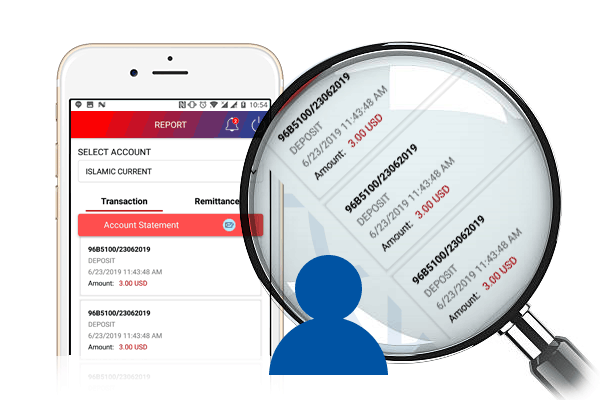 10:54
REPORT
SELECT ACCOUNT
ISLAMIC CURRENT
Transaction
Remittance
Account Statement
96B5100/23062019
DEPOSIT
6/23/2019 11:43:48 AM
Amount: 3.00 USD
96B5100/23062019
DEPOSIT
6/23/2019 11:43:48 AM
Amount: 3.00 USD
96B5100/23062019
DEPOSIT
6/23/2019 11:43:48 AM
Amount: 3.00 USD
96B5100/23062019
DEPOSIT
6/23/2019 11:43:48 AM
Amount: 3.00 USD
96B5100/23062019
DEPOSIT
6/23/2019 11:43:48 AM
Amount: 3.00 USD